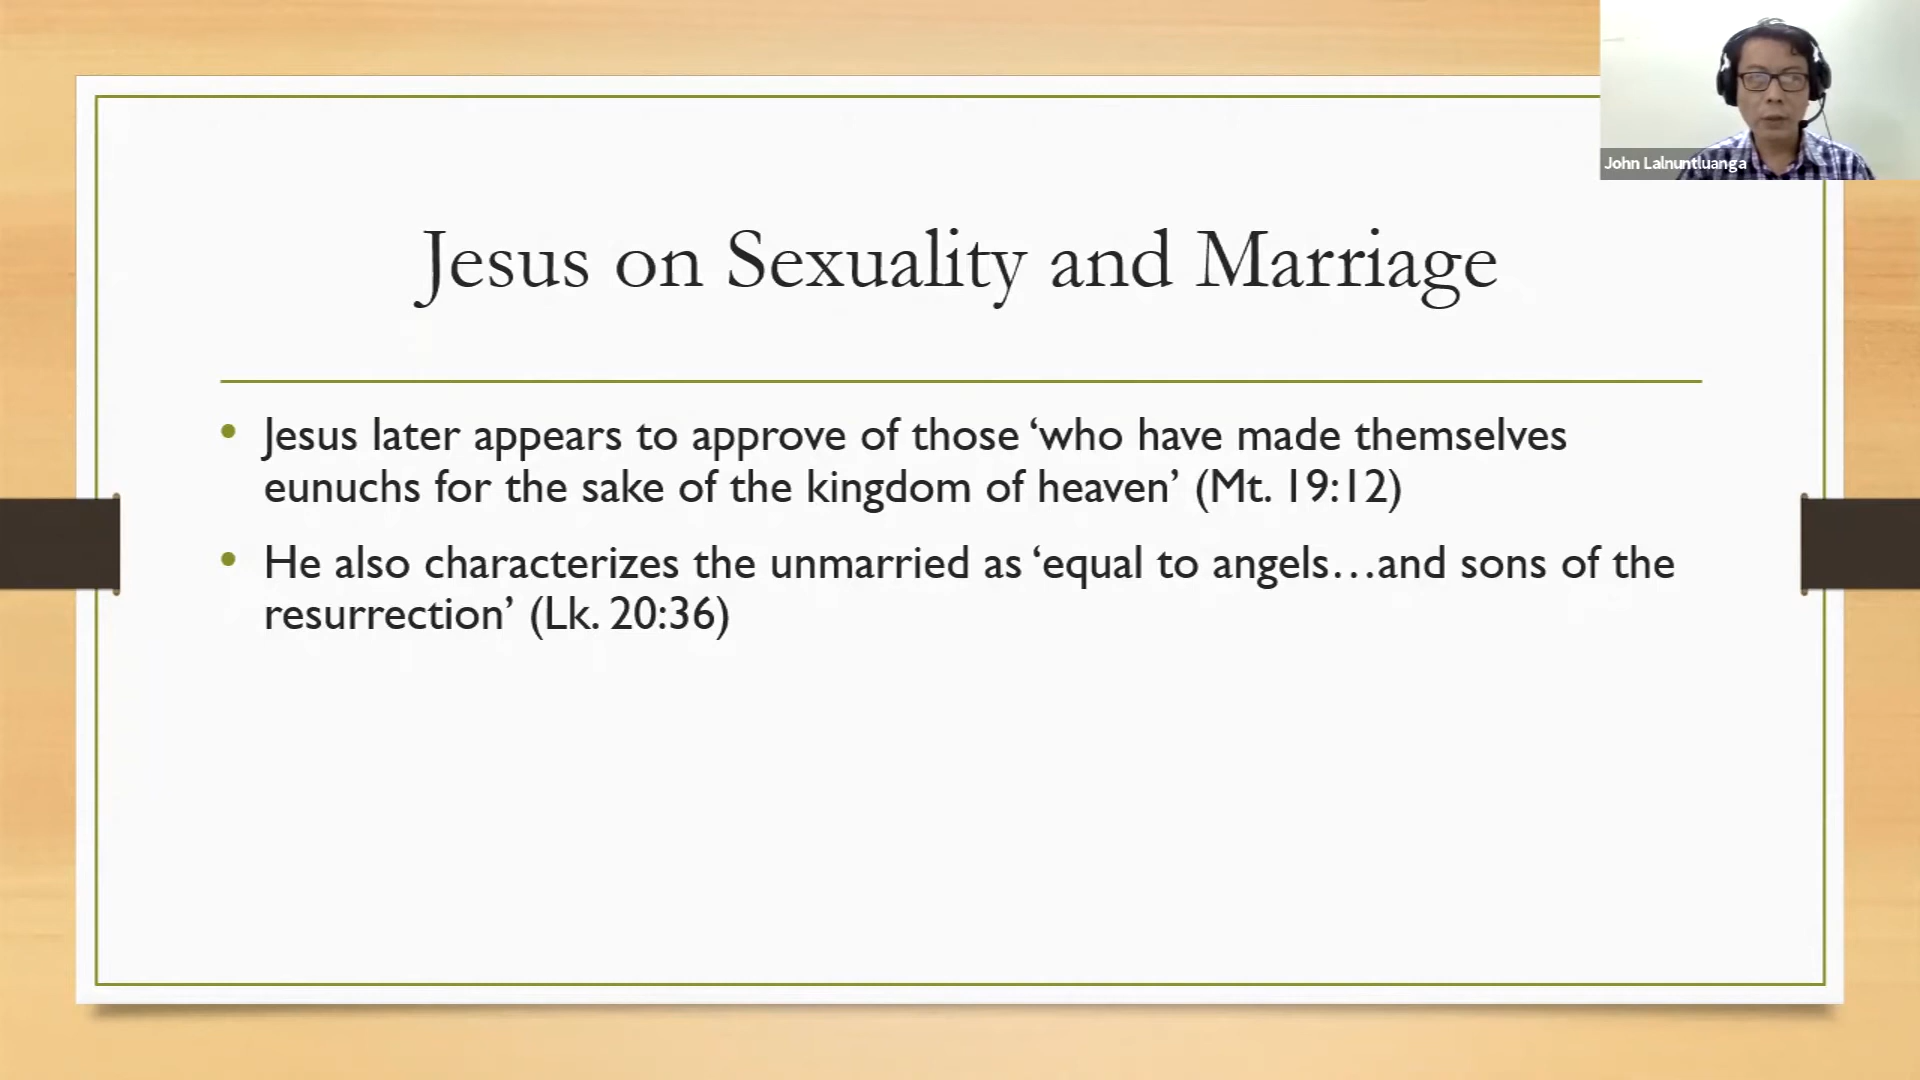 John Lalnuntluanga
Jesus on Sexuality and Marriage
• Jesus later appears to approve of those ‘who have made themselves
eunuchs for the sake of the kingdom of heaven’ (Mt. 19:12)
• He also characterizes the unmarried as ‘equal to angels…and sons of the
resurrection’ (Lk. 20:36)